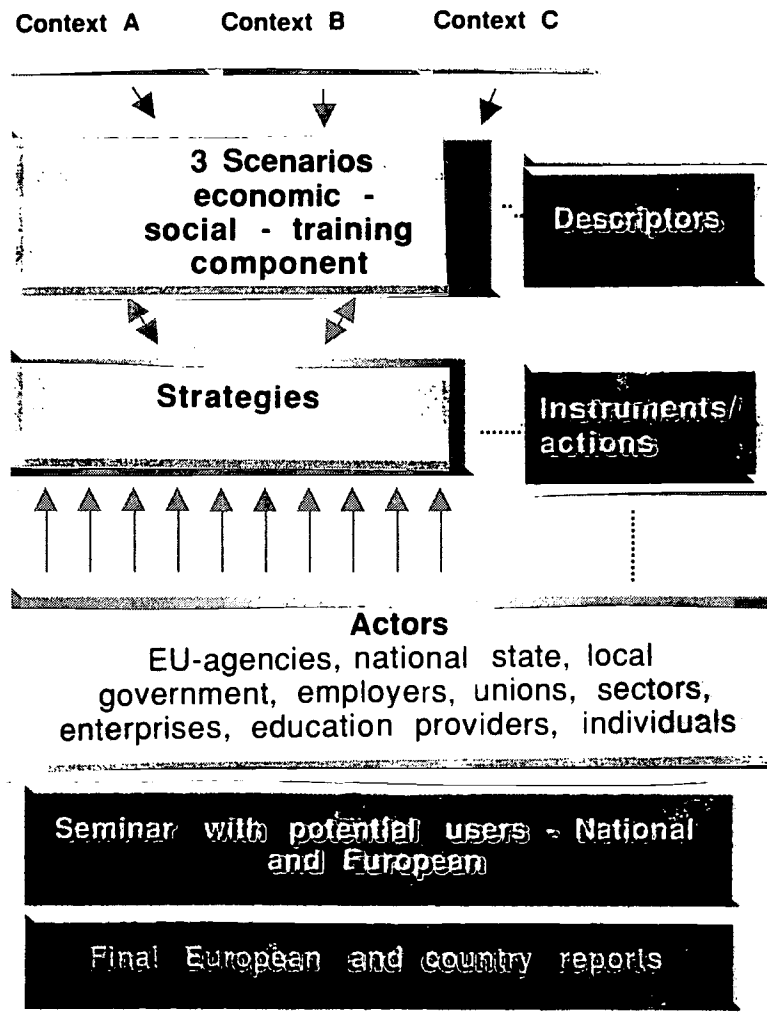 Context A Context B Context C
3 Scenarios
economic -
social - training
component
Descriptors
Strategies
Instruments/
actions
Actors
EU-agencies, national state, local
government, employers, unions, sectors,
enterprises, education providers, individuals
Seminar with potential users - National
and European
Final European and country reports